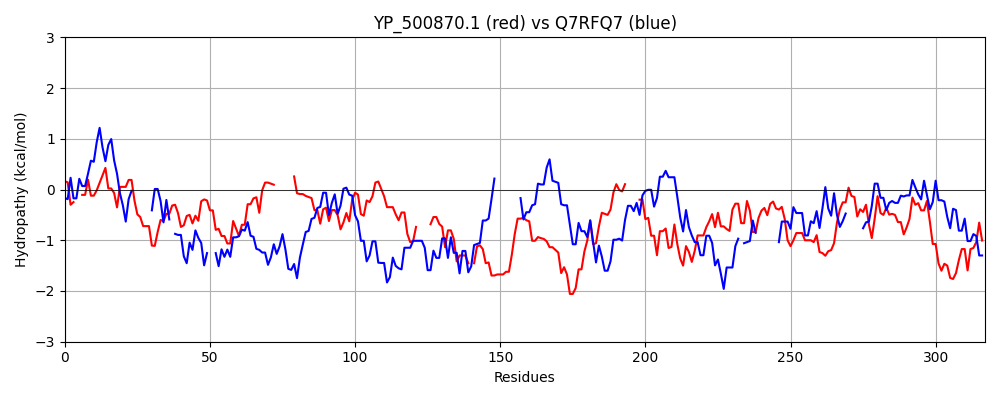 YP_500870.1 (red) vs Q7RFQ7 (blue)
Hydropathy (kcal/mol)
3
2
1
0
−1
−2
−3
0 50 100 150 200 250 300
Residues